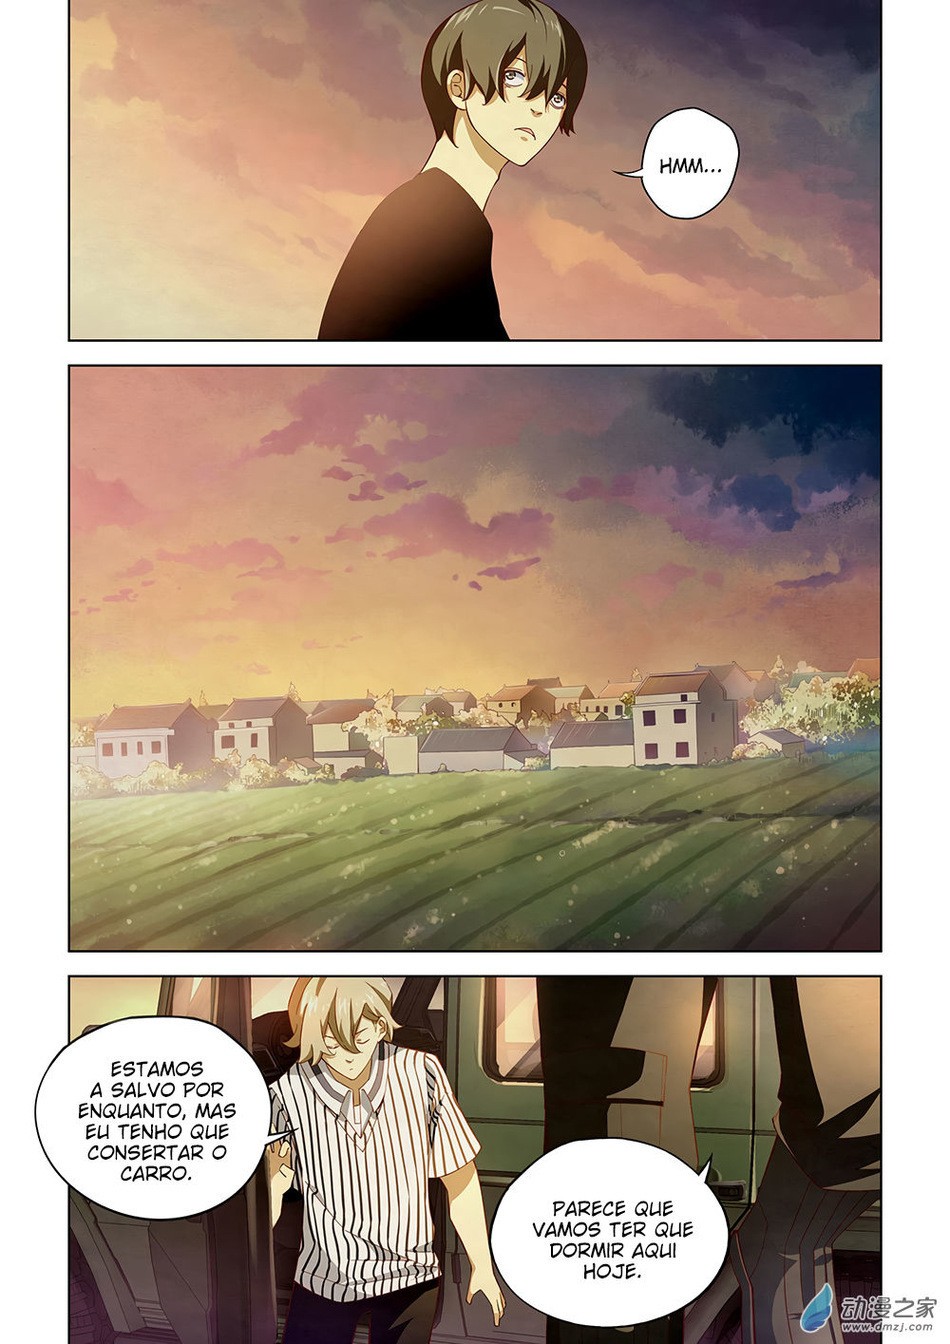 HMM...
ESTAMOS
A SALVO POR
ENQUANTO, MAS
EU TENHO QUE
CONSERTAR O
CARRO.
PARECE QUE
VAMOS TER QUE
DORMIR AQUI
HOJE.
动漫之家
www.dmzj.com